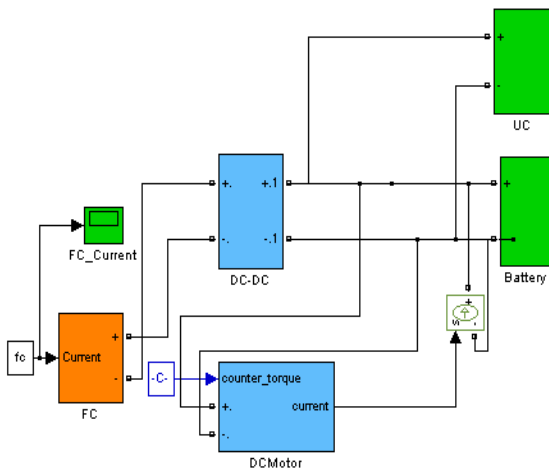 +
-
UC
+. +.1 +
-. -.1 -
DC-DC
Battery
FC_Current
+
s -
fc
Current +
-
FC
-C-
counter_torque
+. current
-.
DCMotor